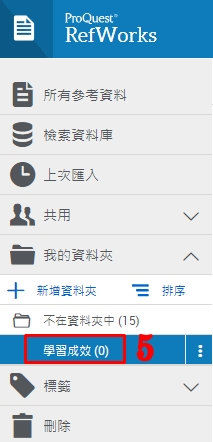 ProQuest®
RefWorks
所有參考資料
檢索資料庫
上次匯入
共用
我的資料夾
新增資料夾 排序
不在資料夾中 (15)
學習成效 (0) 5
標籤
刪除